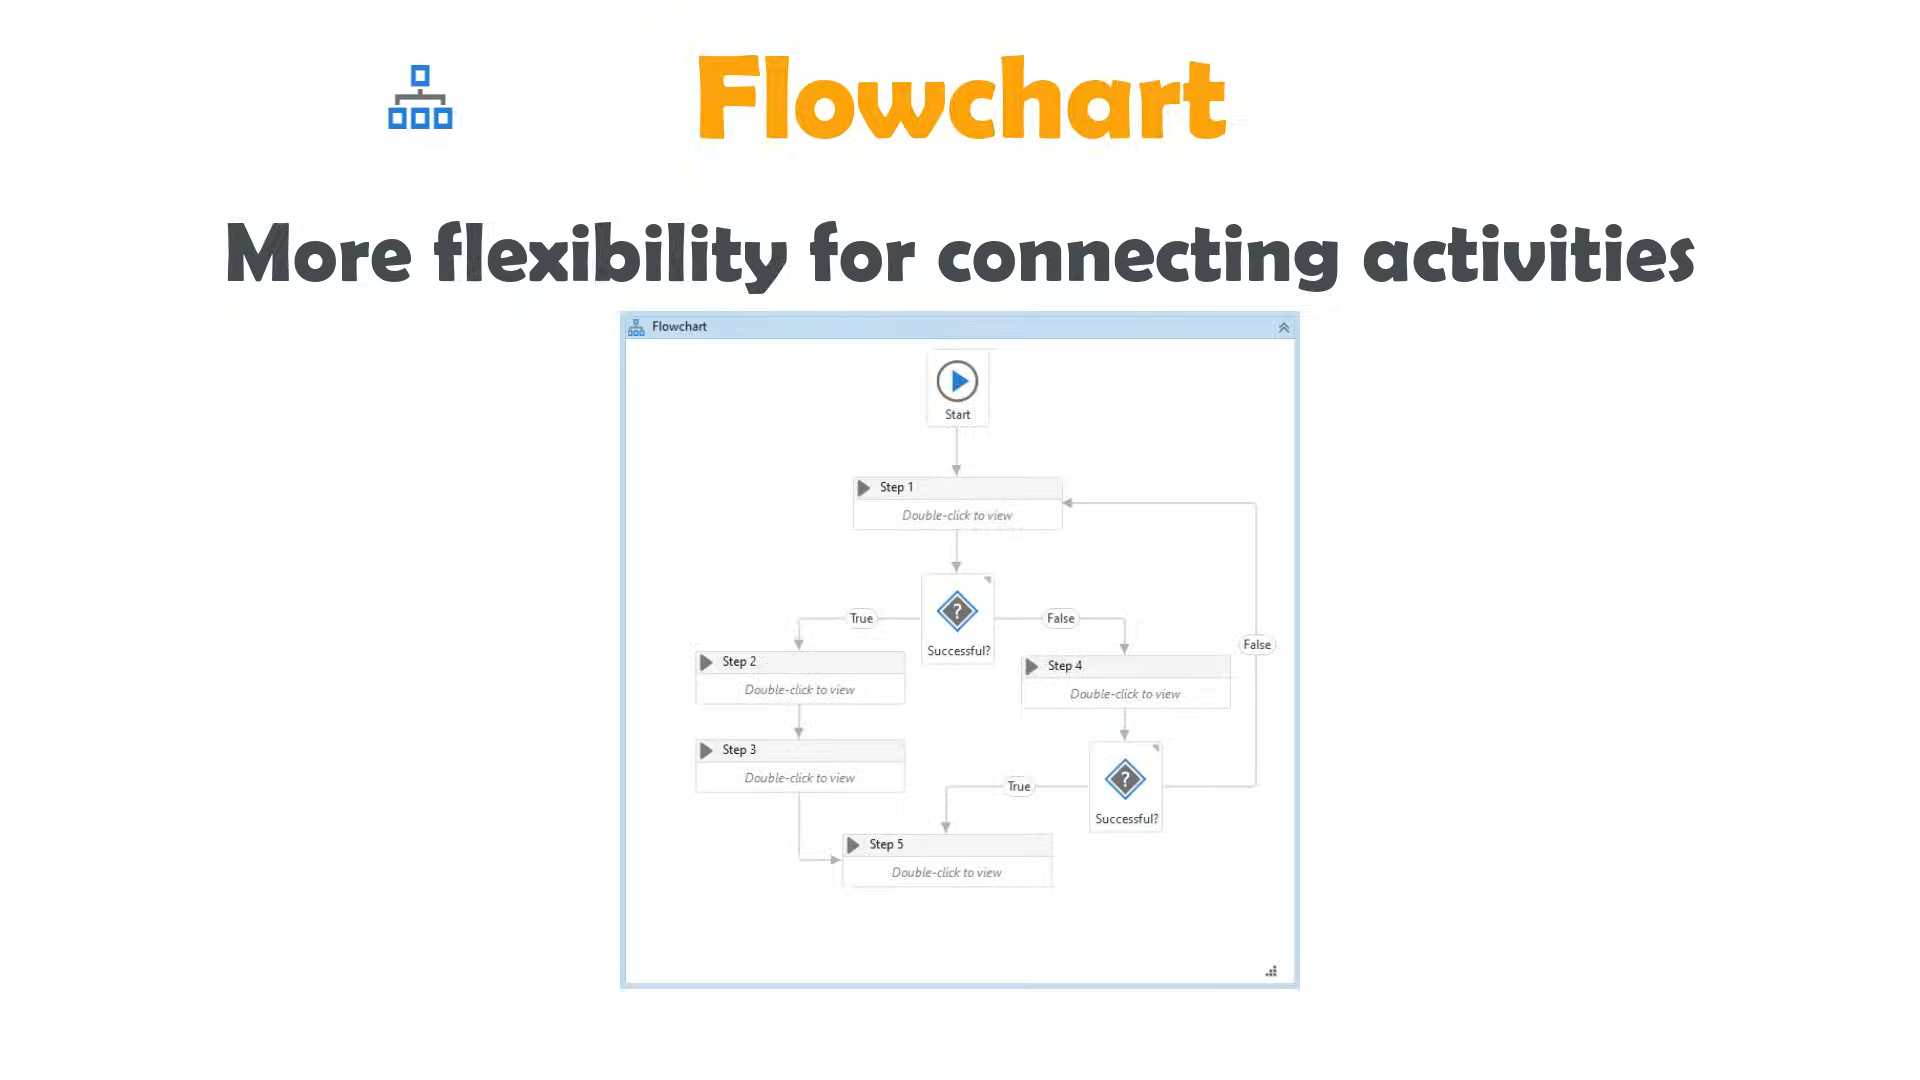 Flowchart
More flexibility for connecting activities
Flowchart
Start
Step 1
Double-click to view
?
True
False
Successful?
False
Step 2
Double-click to view
Step 4
Double-click to view
Step 3
Double-click to view
?
True
Successful?
Step 5
Double-click to view